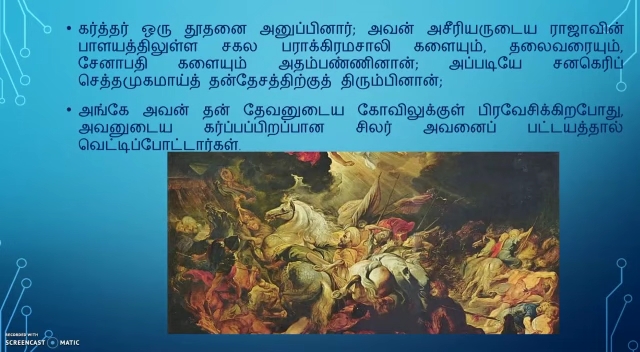 கர்த்தர் ஒரு தூதனை அனுப்பினார்; அவன் அசீரியருடைய ராஜாவின்
பாளயத்திலுள்ள சகல பராக்கிரமசாலி களையும், தலைவரையும்,
சேனாபதி களையும் அதம்பண்ணினான்; அப்படியே சனகெரிப்
செத்தமுகமாய்த் தன்தேசத்திற்குத் திரும்பினான்;
அங்கே அவன் தன் தேவனுடைய கோவிலுக்குள் பிரவேசிக்கிறபோது,
அவனுடைய கர்ப்பப்பிறப்பான சிலர் அவனைப் பட்டயத்தால்
வெட்டிப்போட்டார்கள்.
RECORDED WITH
SCREENCAST MATIC